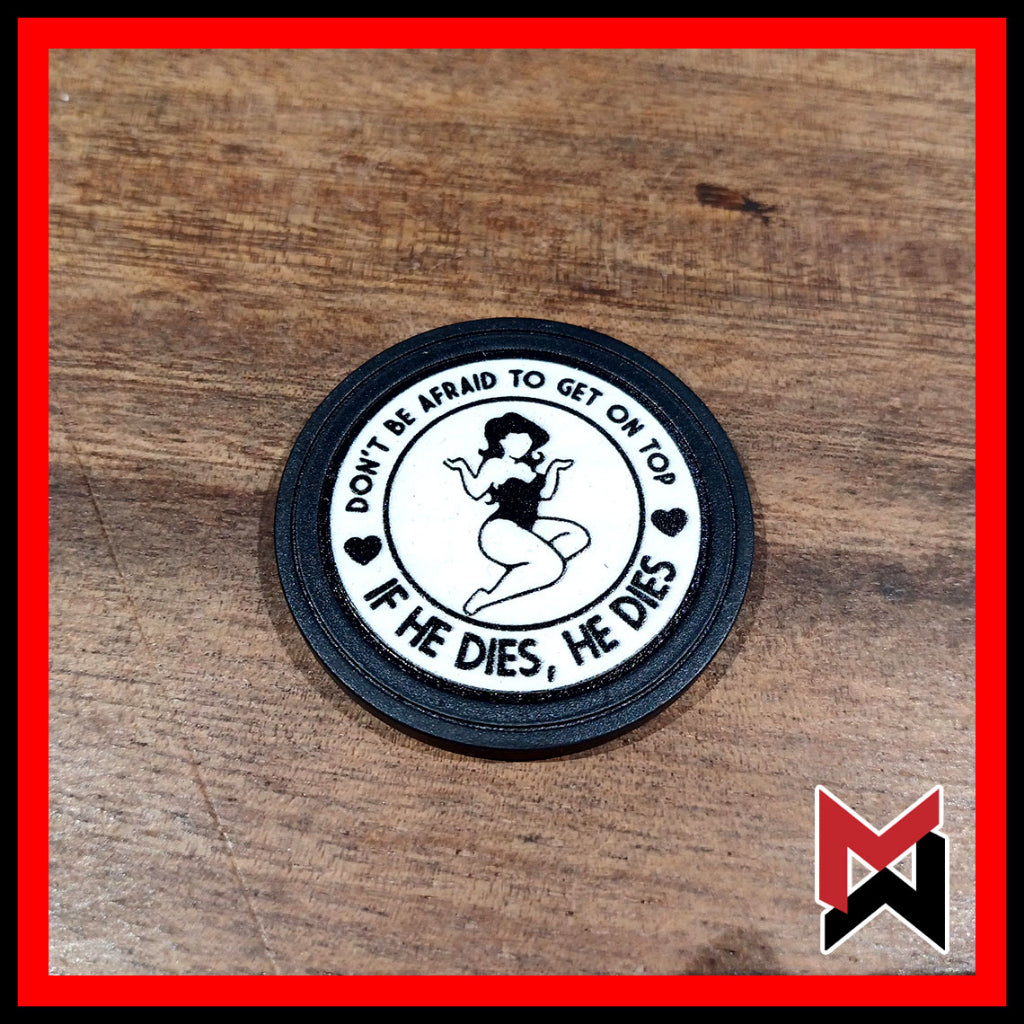 DON'T BE AFRAID TO GET ON TOP
IF HE DIES, HE DIES